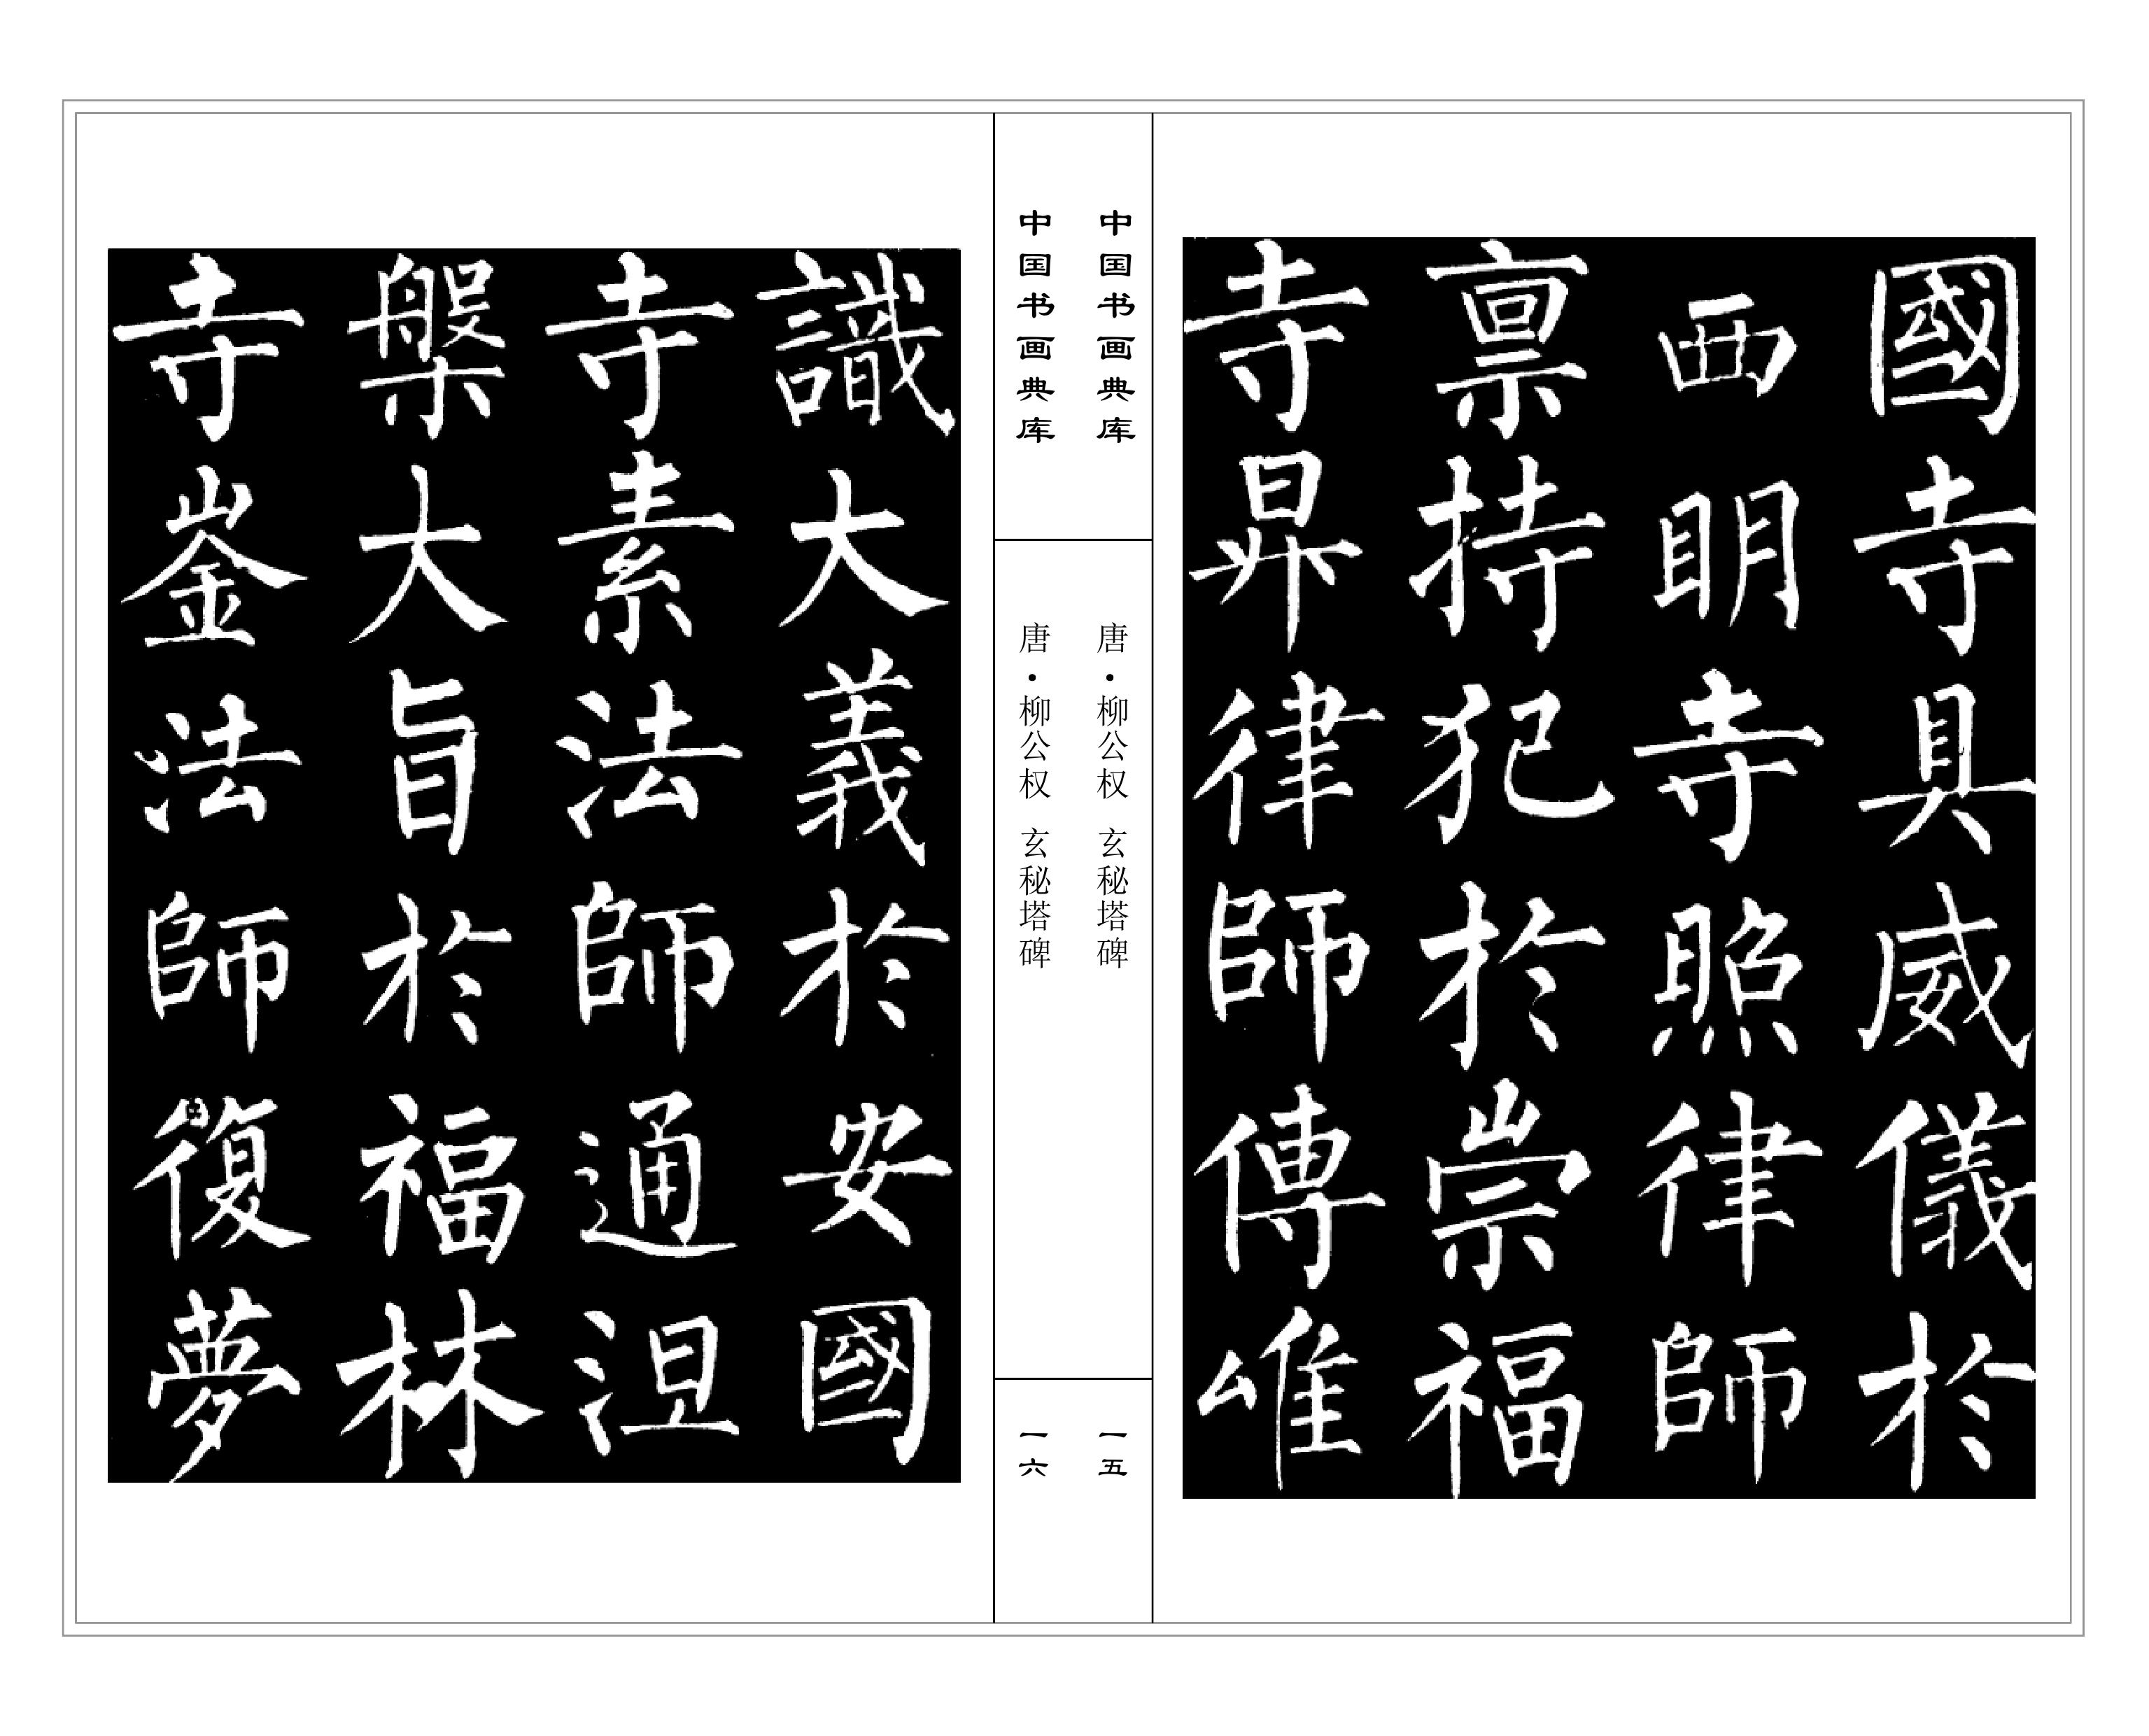 國寺具威儀於
西明寺照律師
禀持犯於崇福
寺昇律師傳唯
中国书画典库
唐·柳公权 玄秘塔碑
一五
中国书画典库
唐·柳公权 玄秘塔碑
一六
識大義於安國
寺素法師通涅
槃大旨於福林
寺崟法師復夢